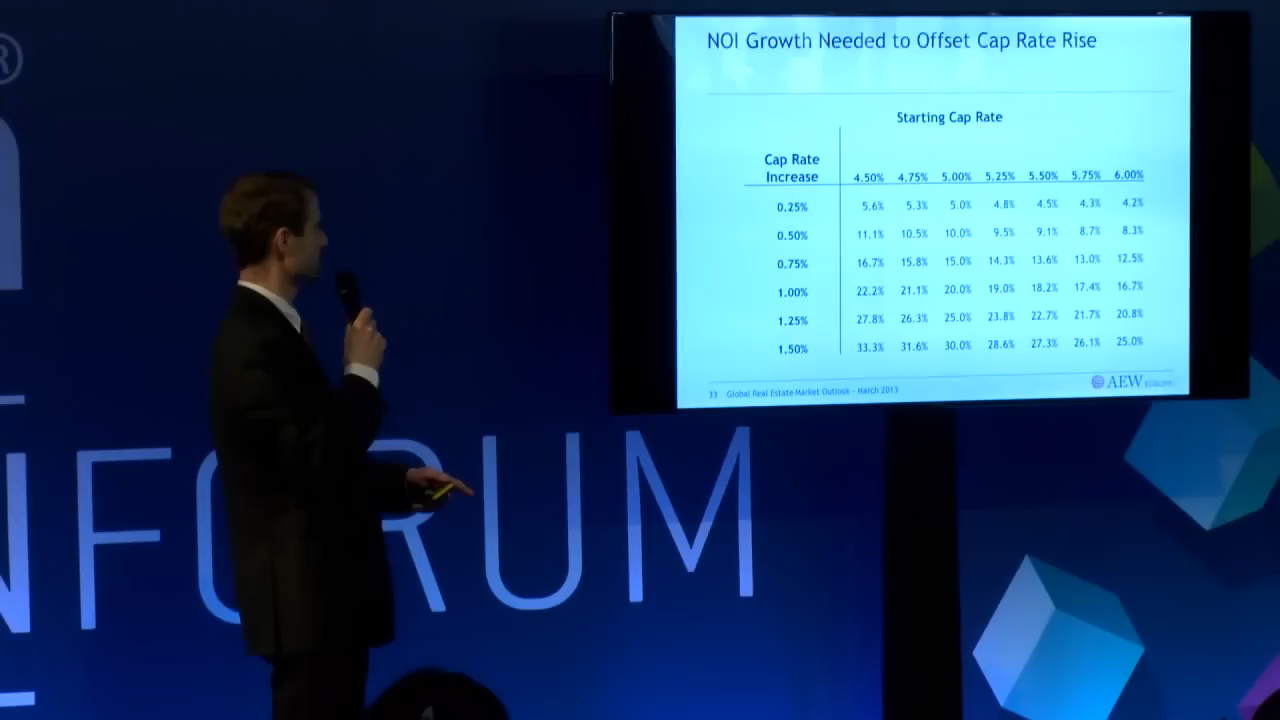 ®
NOI Growth Needed to Offset Cap Rate Rise
Starting Cap Rate
Cap Rate
Increase
4.50% 4.75% 5.00% 5.25% 5.50% 5.75% 6.00%
0.25% 5.6% 5.3% 5.0% 4.8% 4.5% 4.3% 4.2%
0.50% 11.1% 10.5% 10.0% 9.5% 9.1% 8.7% 8.3%
0.75% 16.7% 15.8% 15.0% 14.3% 13.6% 13.0% 12.5%
1.00% 22.2% 21.1% 20.0% 19.0% 18.2% 17.4% 16.7%
1.25% 27.8% 26.3% 25.0% 23.8% 22.7% 21.7% 20.8%
1.50% 33.3% 31.6% 30.0% 28.6% 27.3% 26.1% 25.0%
33 Global Real Estate Market Outlook - March 2013
AEW EUROPE
FORUM